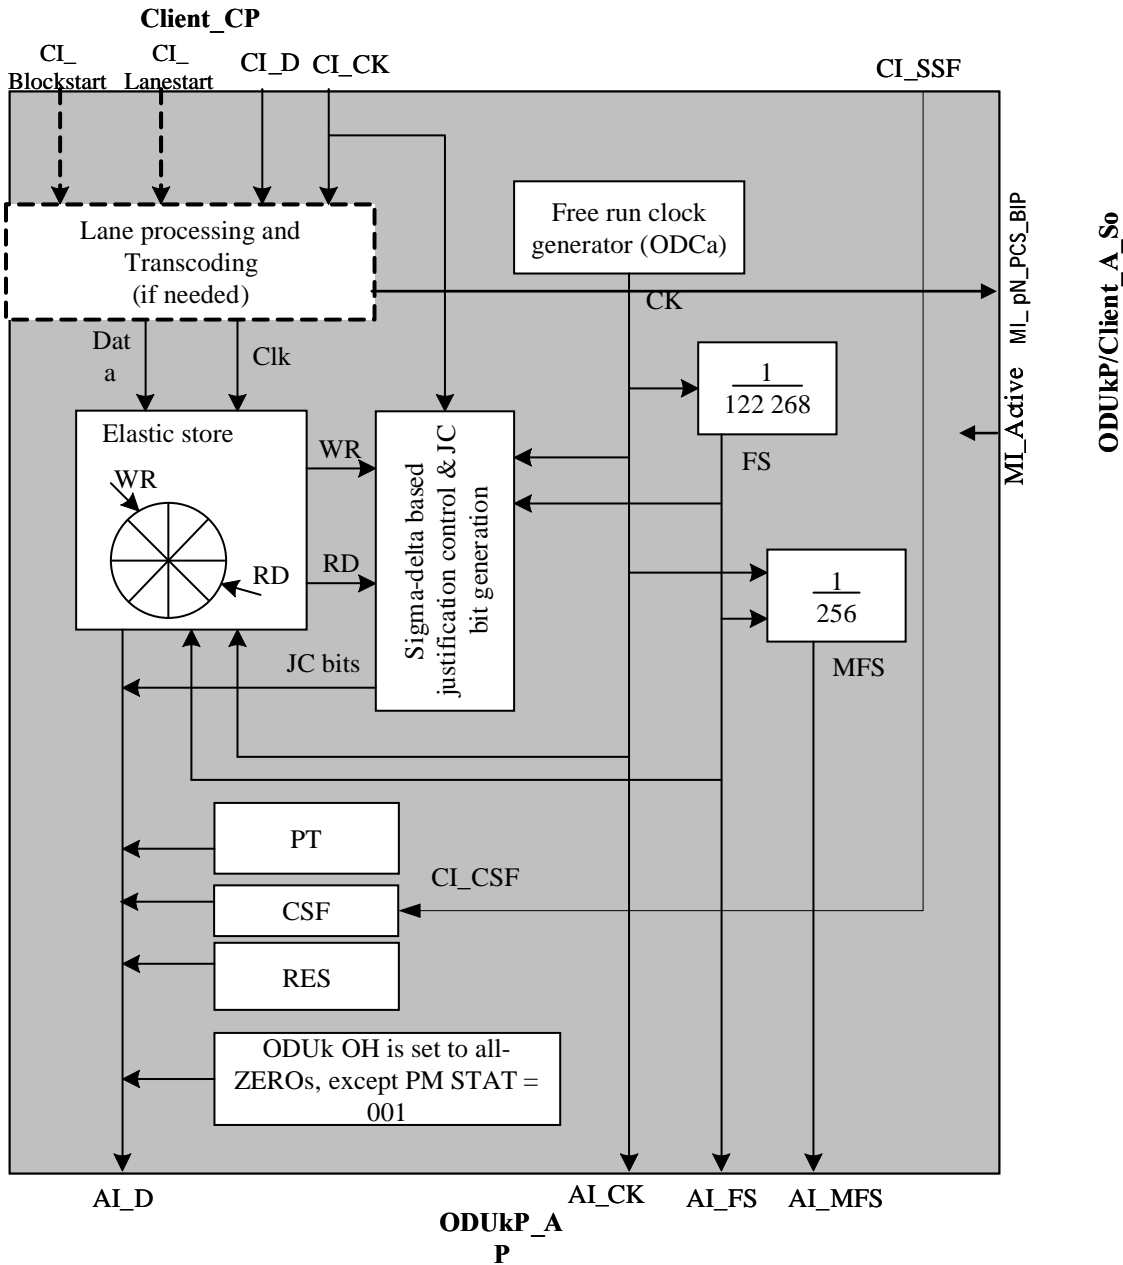 Client_CP
CI_
Blockstart
CI_
Lanestart
CI_D
CI_CK
CI_SSF
Lane processing and
Transcoding
(if needed)
Free run clock
generator (ODCa)
CK
MI_ pN_PCS_BIP
ODUkP/Client_A_So
Dat
a
Clk
1
122 268
FS
MI_Active
Elastic store
WR
WR
RD
RD
Sigma-delta based
justification control & JC
bit generation
1
256
MFS
JC bits
PT
CI_CSF
CSF
RES
ODUk OH is set to all-
ZEROs, except PM STAT =
001
AI_D
AI_CK
AI_FS
AI_MFS
ODUkP_A
P